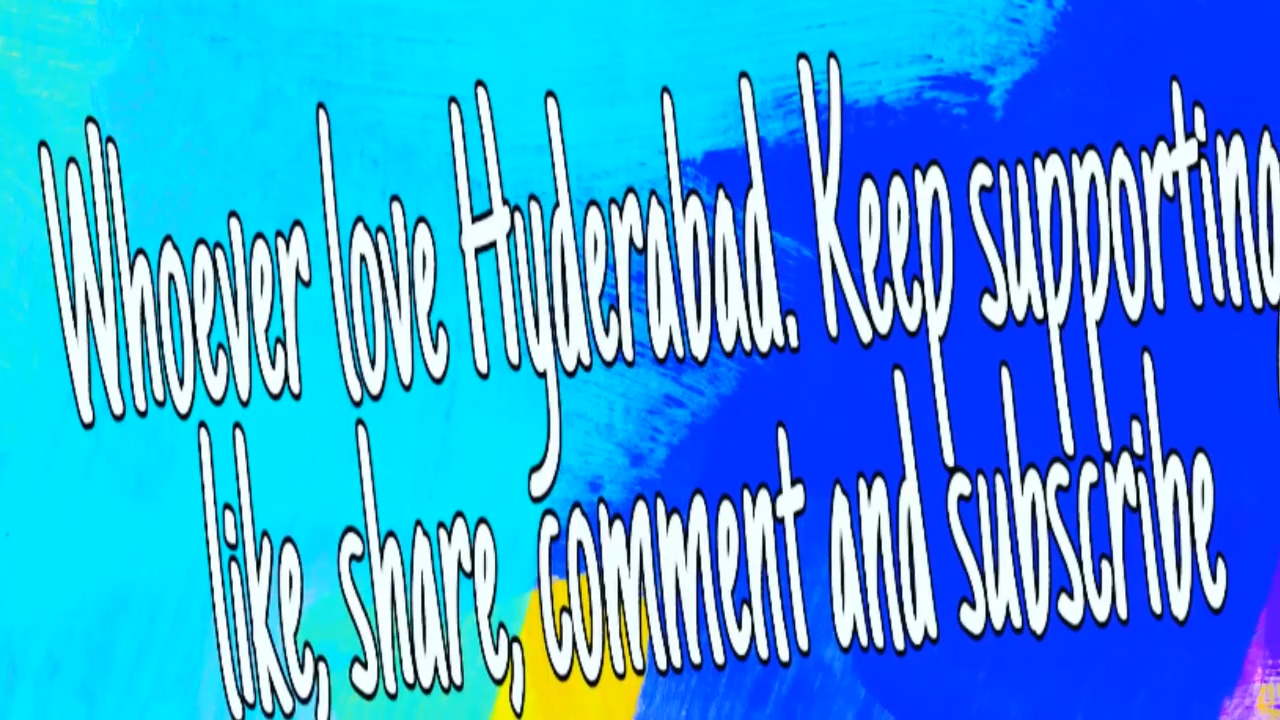 Whoever love Hyderabad. Keep supporting
like, share, comment and subscribe